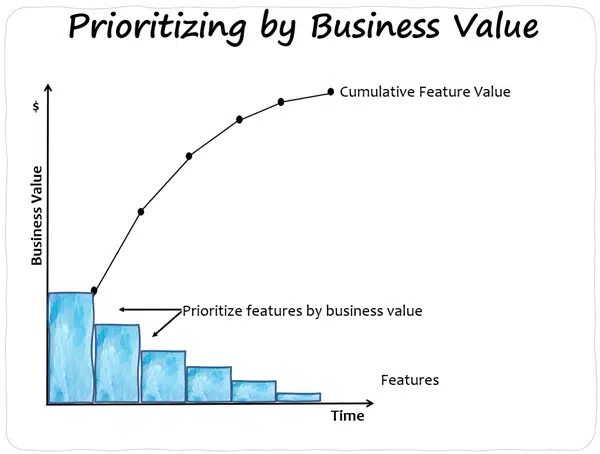 Prioritizing by Business Value
$
Cumulative Feature Value
Business Value
Prioritize features by business value
Features
Time